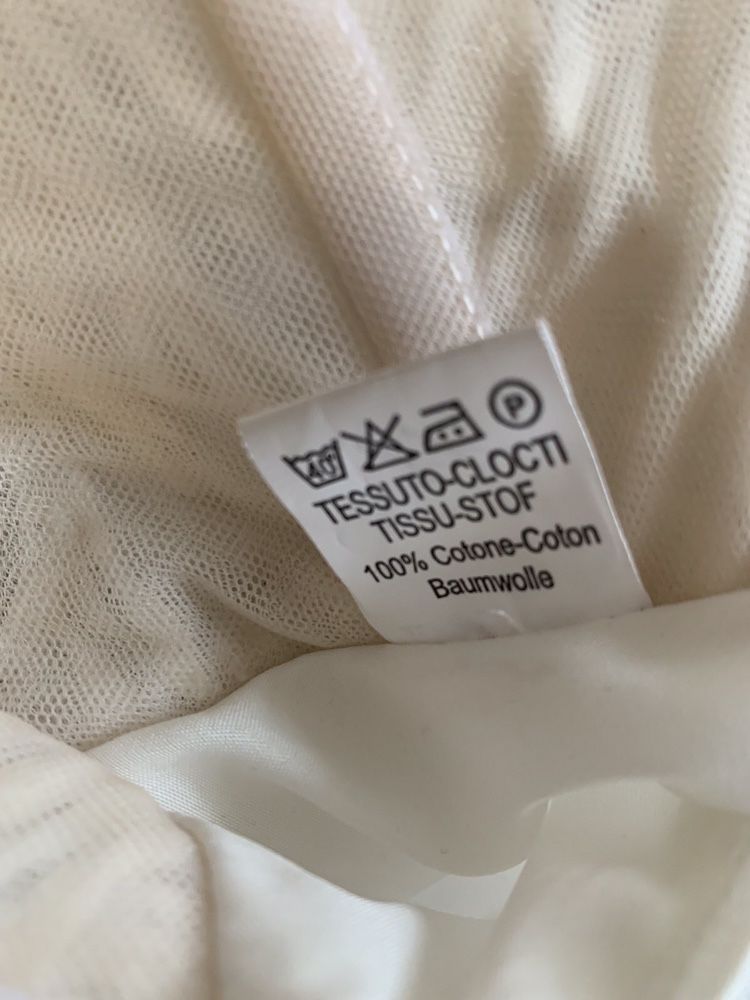 40° P
TESSUTO-CLOCTI
TISSU-STOF
100% Cotone-Coton
Baumwolle